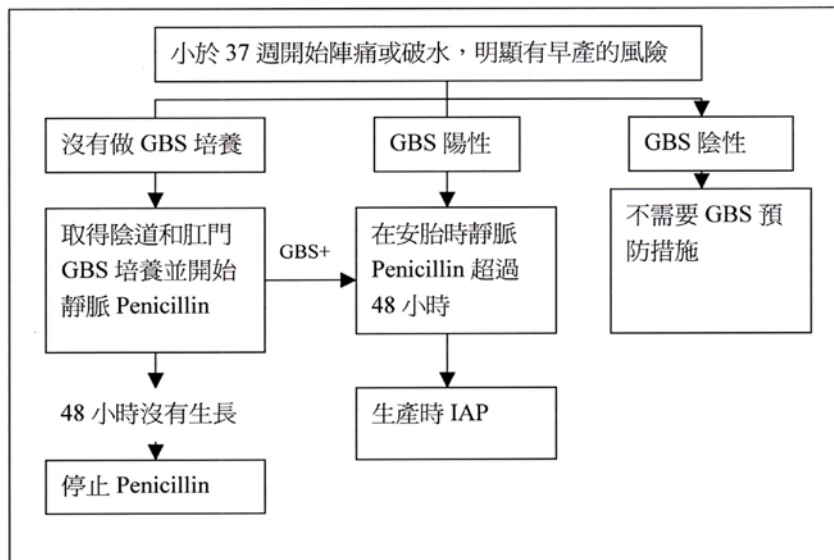 小於 37 週開始陣痛或破水，明顯有早產的風險
沒有做 GBS 培養
GBS 陽性
GBS 陰性
取得陰道和肛門
GBS 培養並開始
靜脈 Penicillin
GBS+
在安胎時靜脈
Penicillin 超過
48 小時
不需要 GBS 預
防措施
48 小時沒有生長
生產時 IAP
停止 Penicillin